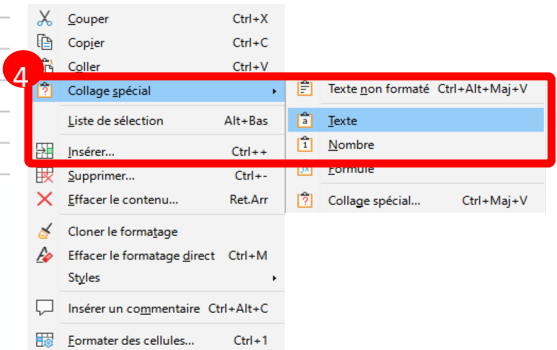 Couper Ctrl+X
Copier Ctrl+C
Coller Ctrl+V
4
Collage spécial
Liste de sélection Alt+Bas
Insérer... Ctrl++
Supprimer... Ctrl+-
Effacer le contenu... Ret.Arr
Cloner le formatage
Effacer le formatage direct Ctrl+M
Styles
Insérer un commentaire Ctrl+Alt+C
Formater des cellules... Ctrl+1
Texte non formaté Ctrl+Alt+Maj+V
Texte
Nombre
Formule
Collage spécial... Ctrl+Maj+V